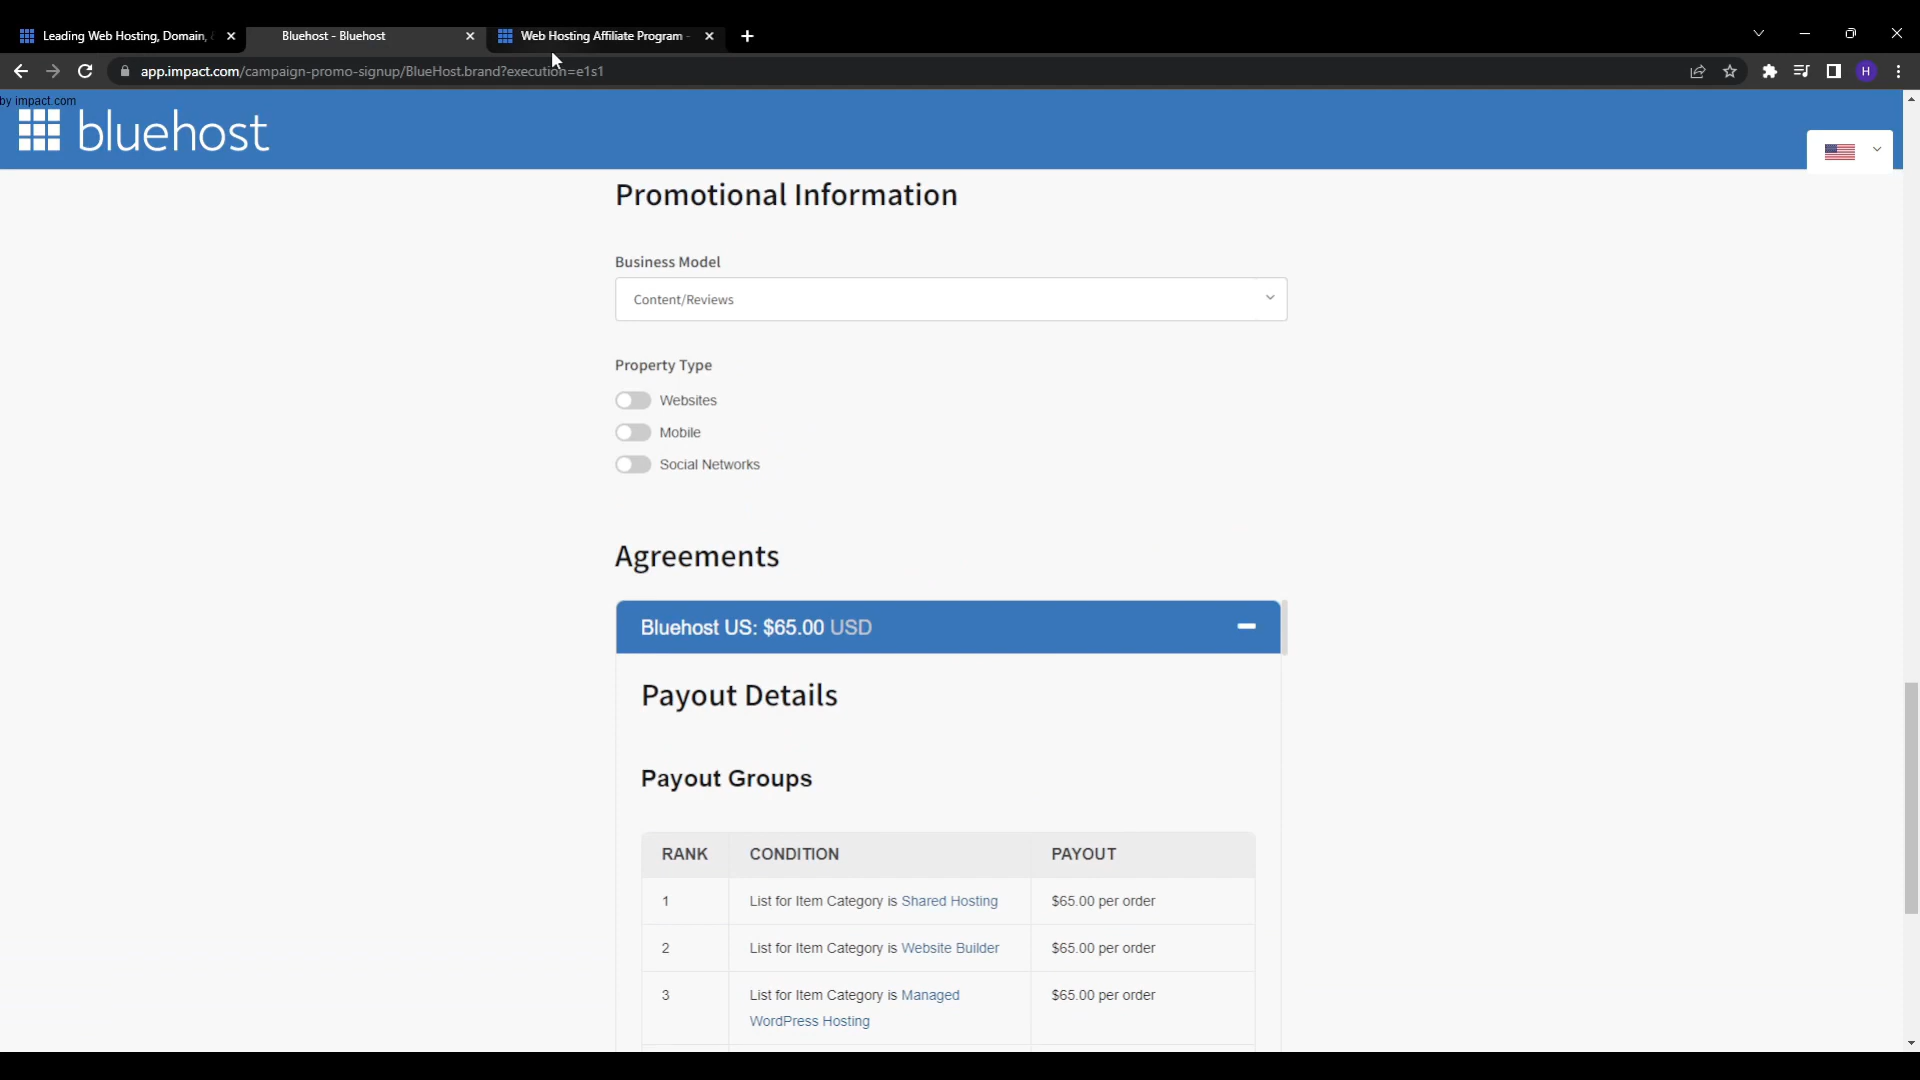 Leading Web Hosting, Domain,
Bluehost - Bluehost
Web Hosting Affiliate Program -
app.impact.com/campaign-promo-signup/BlueHost.brand?execution=e1s1
H
by impact.com
bluehost
Promotional Information
Business Model
Content/Reviews
Property Type
Websites
Mobile
Social Networks
Agreements
Bluehost US: $65.00 USD
Payout Details
Payout Groups
RANK CONDITION PAYOUT
1 List for Item Category is Shared Hosting $65.00 per order
2 List for Item Category is Website Builder $65.00 per order
3 List for Item Category is Managed $65.00 per order
WordPress Hosting